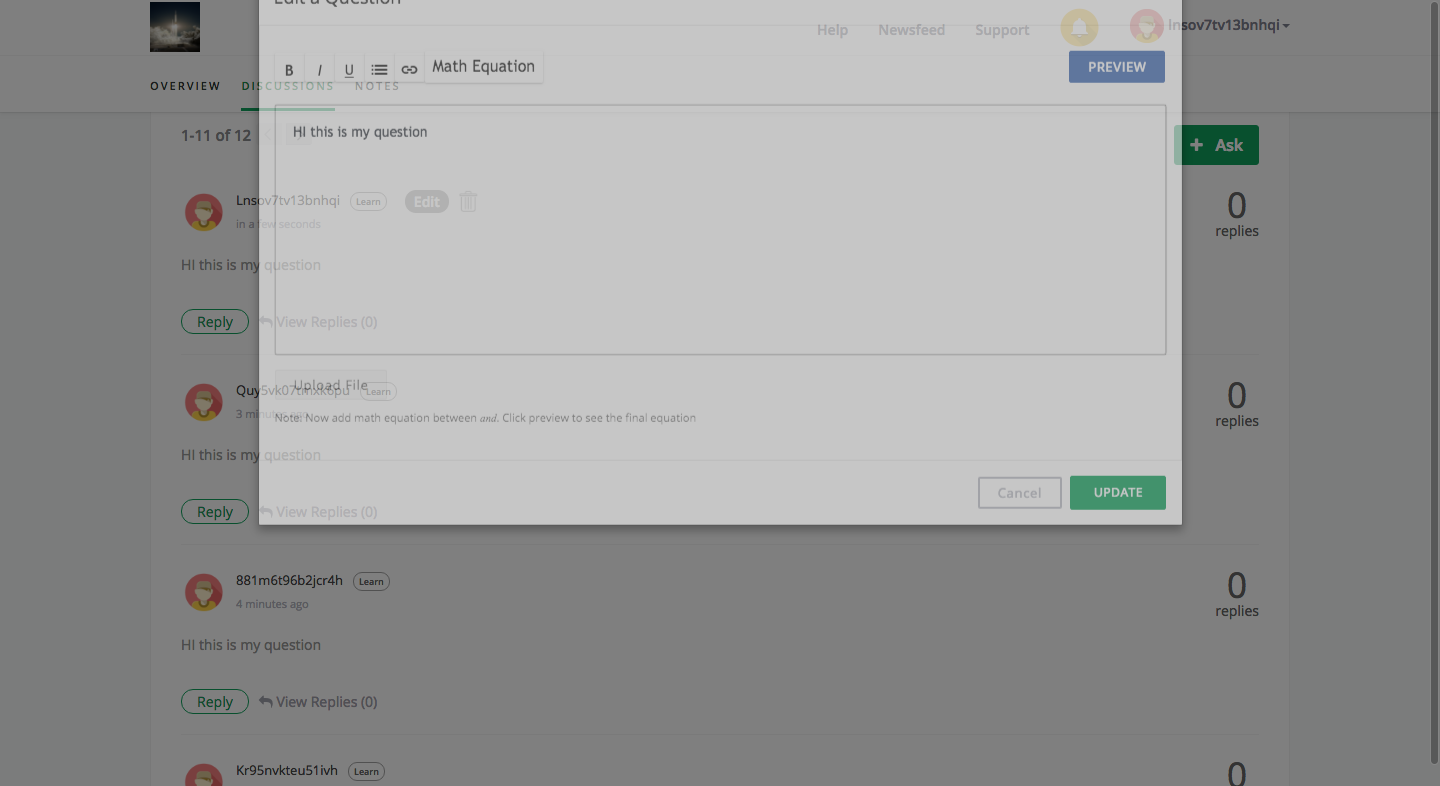 Edit a Question
Help Newsfeed Support lnsov7tv13bnhqi
B I U Math Equation PREVIEW
OVERVIEW DISCUSSIONS NOTES
HI this is my question
1-11 of 12
+ Ask
Lnsov7tv13bnhqi Learn Edit
in a few seconds
0
replies
HI this is my question
Reply View Replies (0)
Upload File
Quy5vk07tmxk6pu Learn
3 minutes ago
0
replies
Note: Now add math equation between and. Click preview to see the final equation
HI this is my question
Cancel UPDATE
Reply View Replies (0)
881m6t96b2jcr4h Learn
4 minutes ago
0
replies
HI this is my question
Reply View Replies (0)
Kr95nvkteu51ivh Learn
0